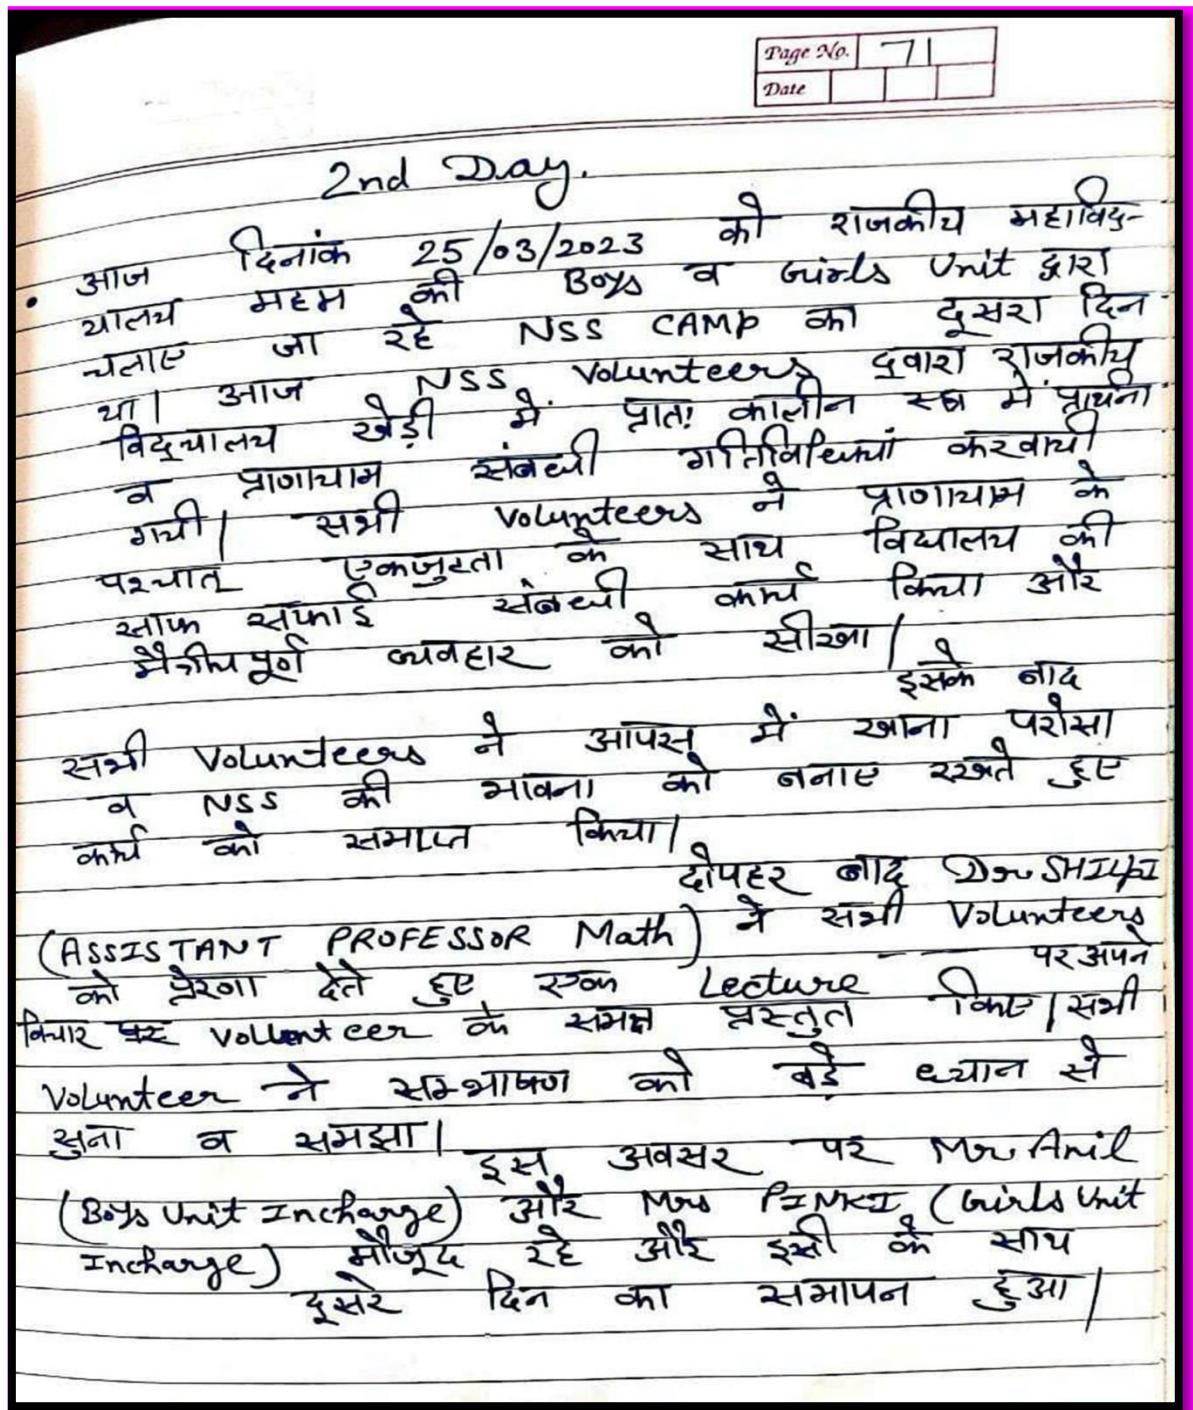 Page No. 71
Date
2nd Day.
आज दिनांक 25/03/2023 को राजकीय महाविद्-
यालय महम की Boys व Girls Unit द्वारा
चलाए जा रहे NSS CAMP का दूसरा दिन
था। आज NSS Volunteers द्वारा राजकीय
विद्यालय खेड़ी में प्रात: कालीन सत्र में प्रार्थना
व प्राणायाम संबंधी गतिविधियां करवायी
गयी। सभी Volunteers ने प्राणायाम के
पश्चात् एकजुटता के साथ विद्यालय की
साफ सफाई संबंधी कार्य किया और
मैत्रीयपूर्ण व्यवहार को सीखा।
इसके बाद
सभी Volunteers ने आपस में खाना परोसा
व NSS की भावना को बनाए रखते हुए
कार्य को समाप्त किया।
दोपहर बाद Dr. SHILPI
(ASSISTANT PROFESSOR Math) ने सभी Volunteers
को प्रेरणा देते हुए एक Lecture पर अपने
विचार Vollenteer के समक्ष प्रस्तुत किए। सभी
Volunteer ने सम्भाषण को बड़े ध्यान से
सुना व समझा।
इस अवसर पर Mr. Anil
(Boys Unit Incharge) और Mrs PINKI (Girls Unit
Incharge) मौजूद रहे और इसी के साथ
दूसरे दिन का समापन हुआ।